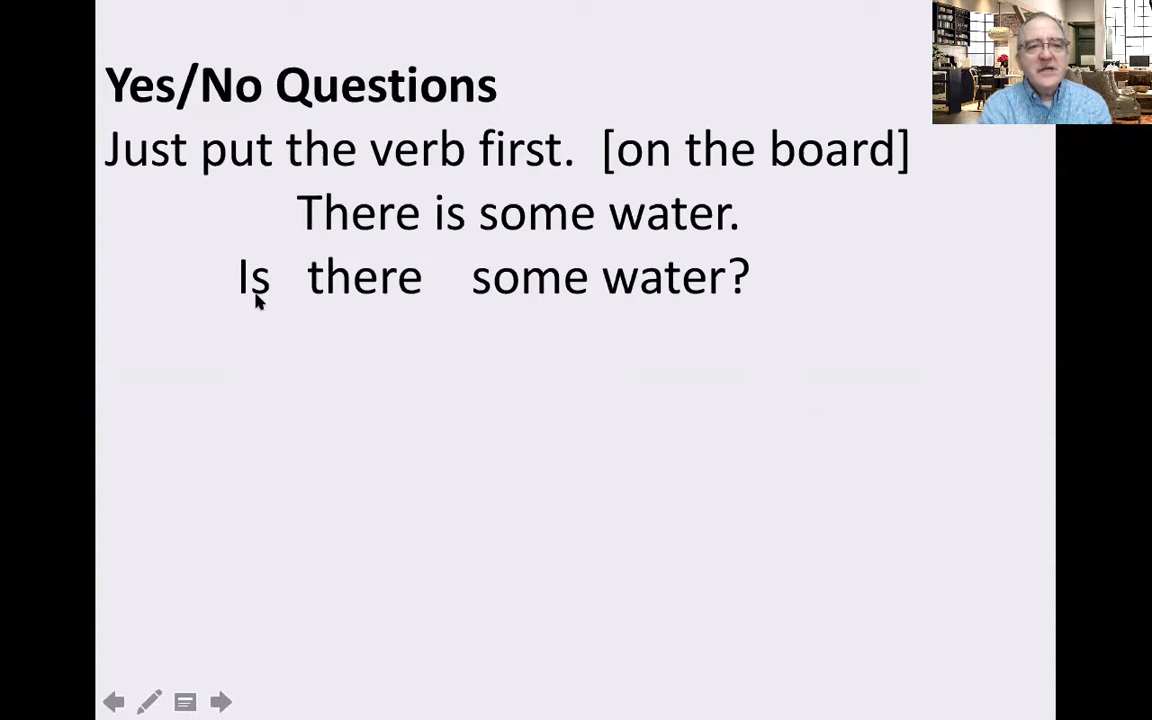 Yes/No Questions
Just put the verb first. [on the board]
There is some water.
Is there some water?